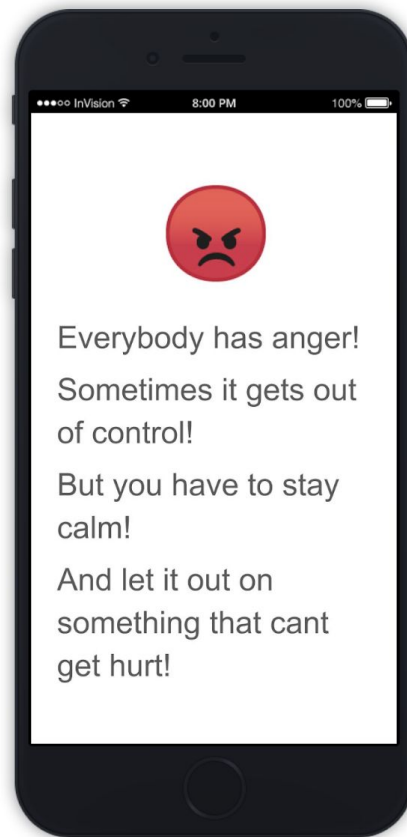 InVision 8:00 PM 100%
Everybody has anger!
Sometimes it gets out
of control!
But you have to stay
calm!
And let it out on
something that cant
get hurt!